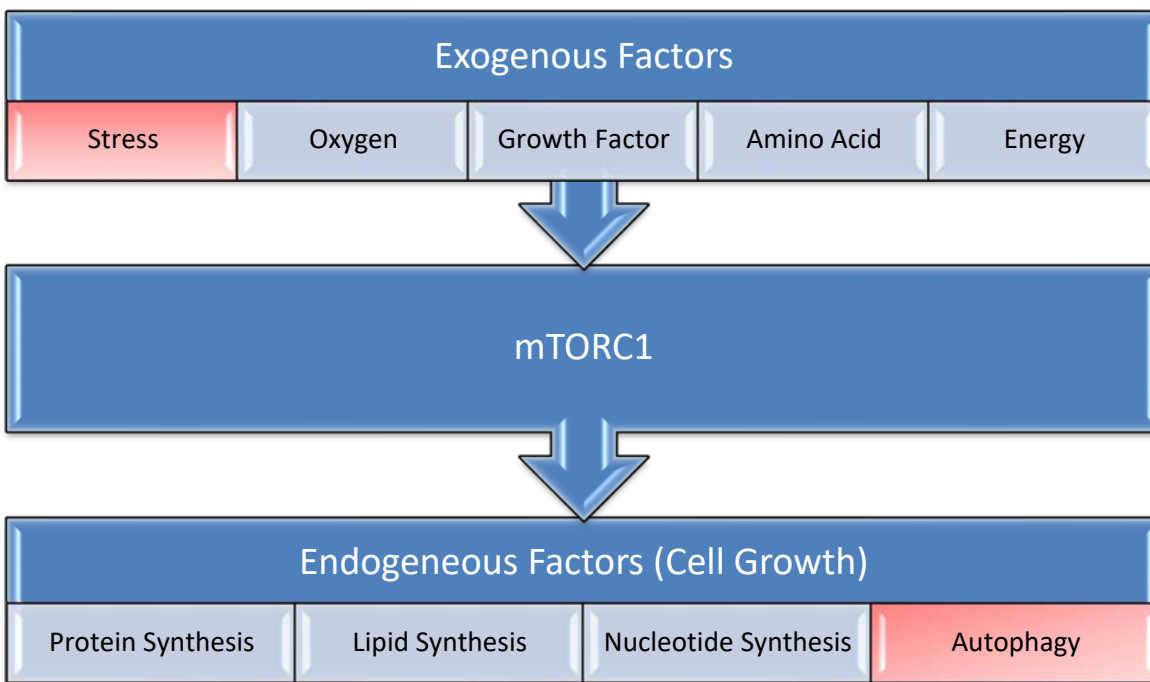 Exogenous Factors
Stress Oxygen Growth Factor Amino Acid Energy
mTORC1
Endogeneous Factors (Cell Growth)
Protein Synthesis Lipid Synthesis Nucleotide Synthesis Autophagy